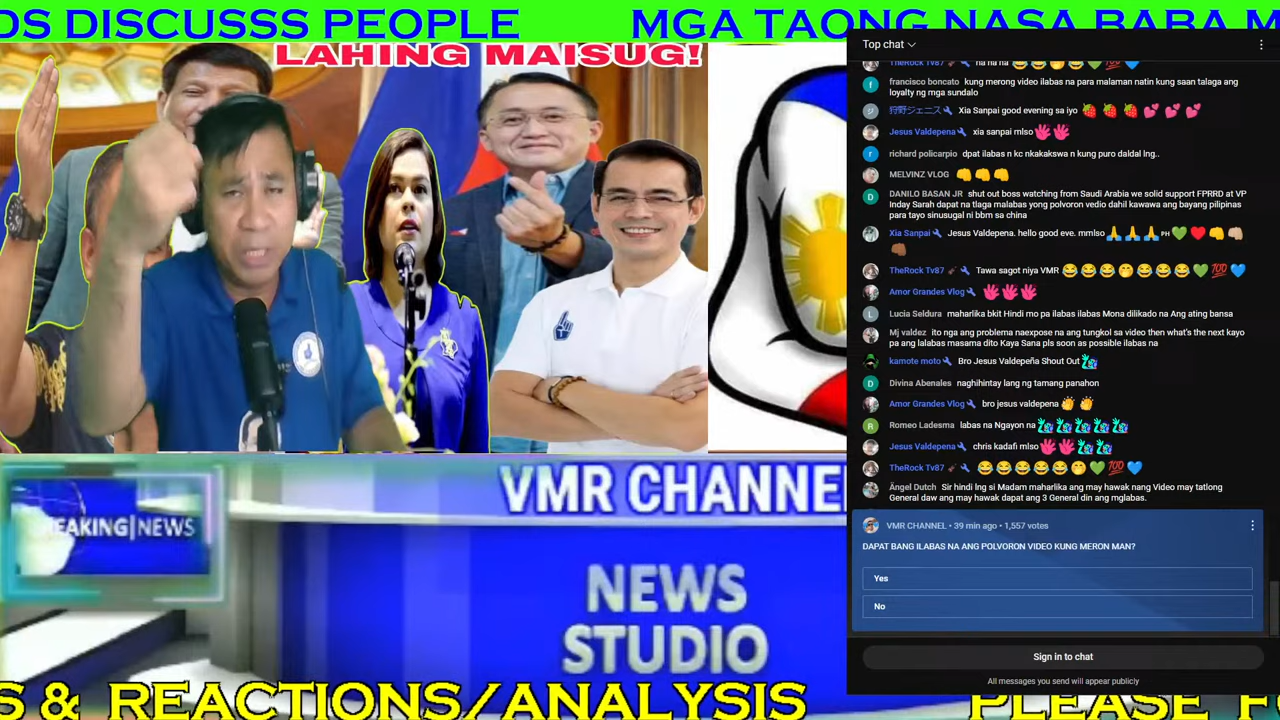 DS DISCUSSS PEOPLE MGA TAONG NASA BABA M
LAHING MAISUG!
Top chat
TheRock Tv87 na na na
francisco boncato kung merong video ilabas na para malaman natin kung saan talaga ang
loyalty ng mga sundalo
狩野ジェニス Xia Sanpai good evening sa iyo
Jesus Valdepena xia sanpai mlso
richard policarpio dpat ilabas n kc nkakakswa n kung puro daldal lng..
MELVINZ VLOG
DANILO BASAN JR shut out boss watching from Saudi Arabia we solid support FPRRD at VP
Inday Sarah dapat na tlaga malabas yong polvoron vedio dahil kawawa ang bayang pilipinas
para tayo sinusugal ni bbm sa china
Xia Sanpai Jesus Valdepena. hello good eve. mmlso🙏🙏🙏PH💚❤️
TheRock Tv87 Tawa sagot niya VMR 💯
Amor Grandes Vlog
Lucia Seldura maharlika bkit Hindi mo pa ilabas ilabas Mona dilikado na Ang ating bansa
Mj valdez ito nga ang problema naexpose na ang tungkol sa video then what's the next kayo
pa ang lalabas masama dito Kaya Sana pls soon as possible ilabas na
kamote moto Bro Jesus Valdepeña Shout Out
Divina Abenales naghihintay lang ng tamang panahon
Amor Grandes Vlog bro jesus valdepena
Romeo Ladesma labas na Ngayon na
Jesus Valdepena chris kadafi mlso
TheRock Tv87 💯
Ängel Dutch Sir hindi lng si Madam maharlika ang may hawak nang Video may tatlong
General daw ang may hawak dapat ang 3 General din ang mglabas.
VMR CHANNEL • 39 min ago • 1,557 votes
DAPAT BANG ILABAS NA ANG POLVORON VIDEO KUNG MERON MAN?
Yes
No
Sign in to chat
All messages you send will appear publicly
VMR CHANNE
EAKING|NEWS
NEWS
STUDIO
S & REACTIONS/ANALYSIS PLEASE F